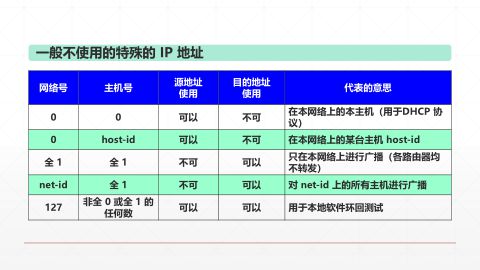 一般不使用的特殊的 IP 地址
网络号 主机号 源地址 目的地址 代表的意思
使用 使用
0 0 可以 不可 在本网络上的本主机（用于DHCP 协
议）
0 host-id 可以 不可 在本网络上的某台主机 host-id
全 1 全 1 不可 可以 只在本网络上进行广播（各路由器均
不转发）
net-id 全 1 不可 可以 对 net-id 上的所有主机进行广播
127 非全 0 或全 1 的 可以 可以 用于本地软件环回测试
任何数